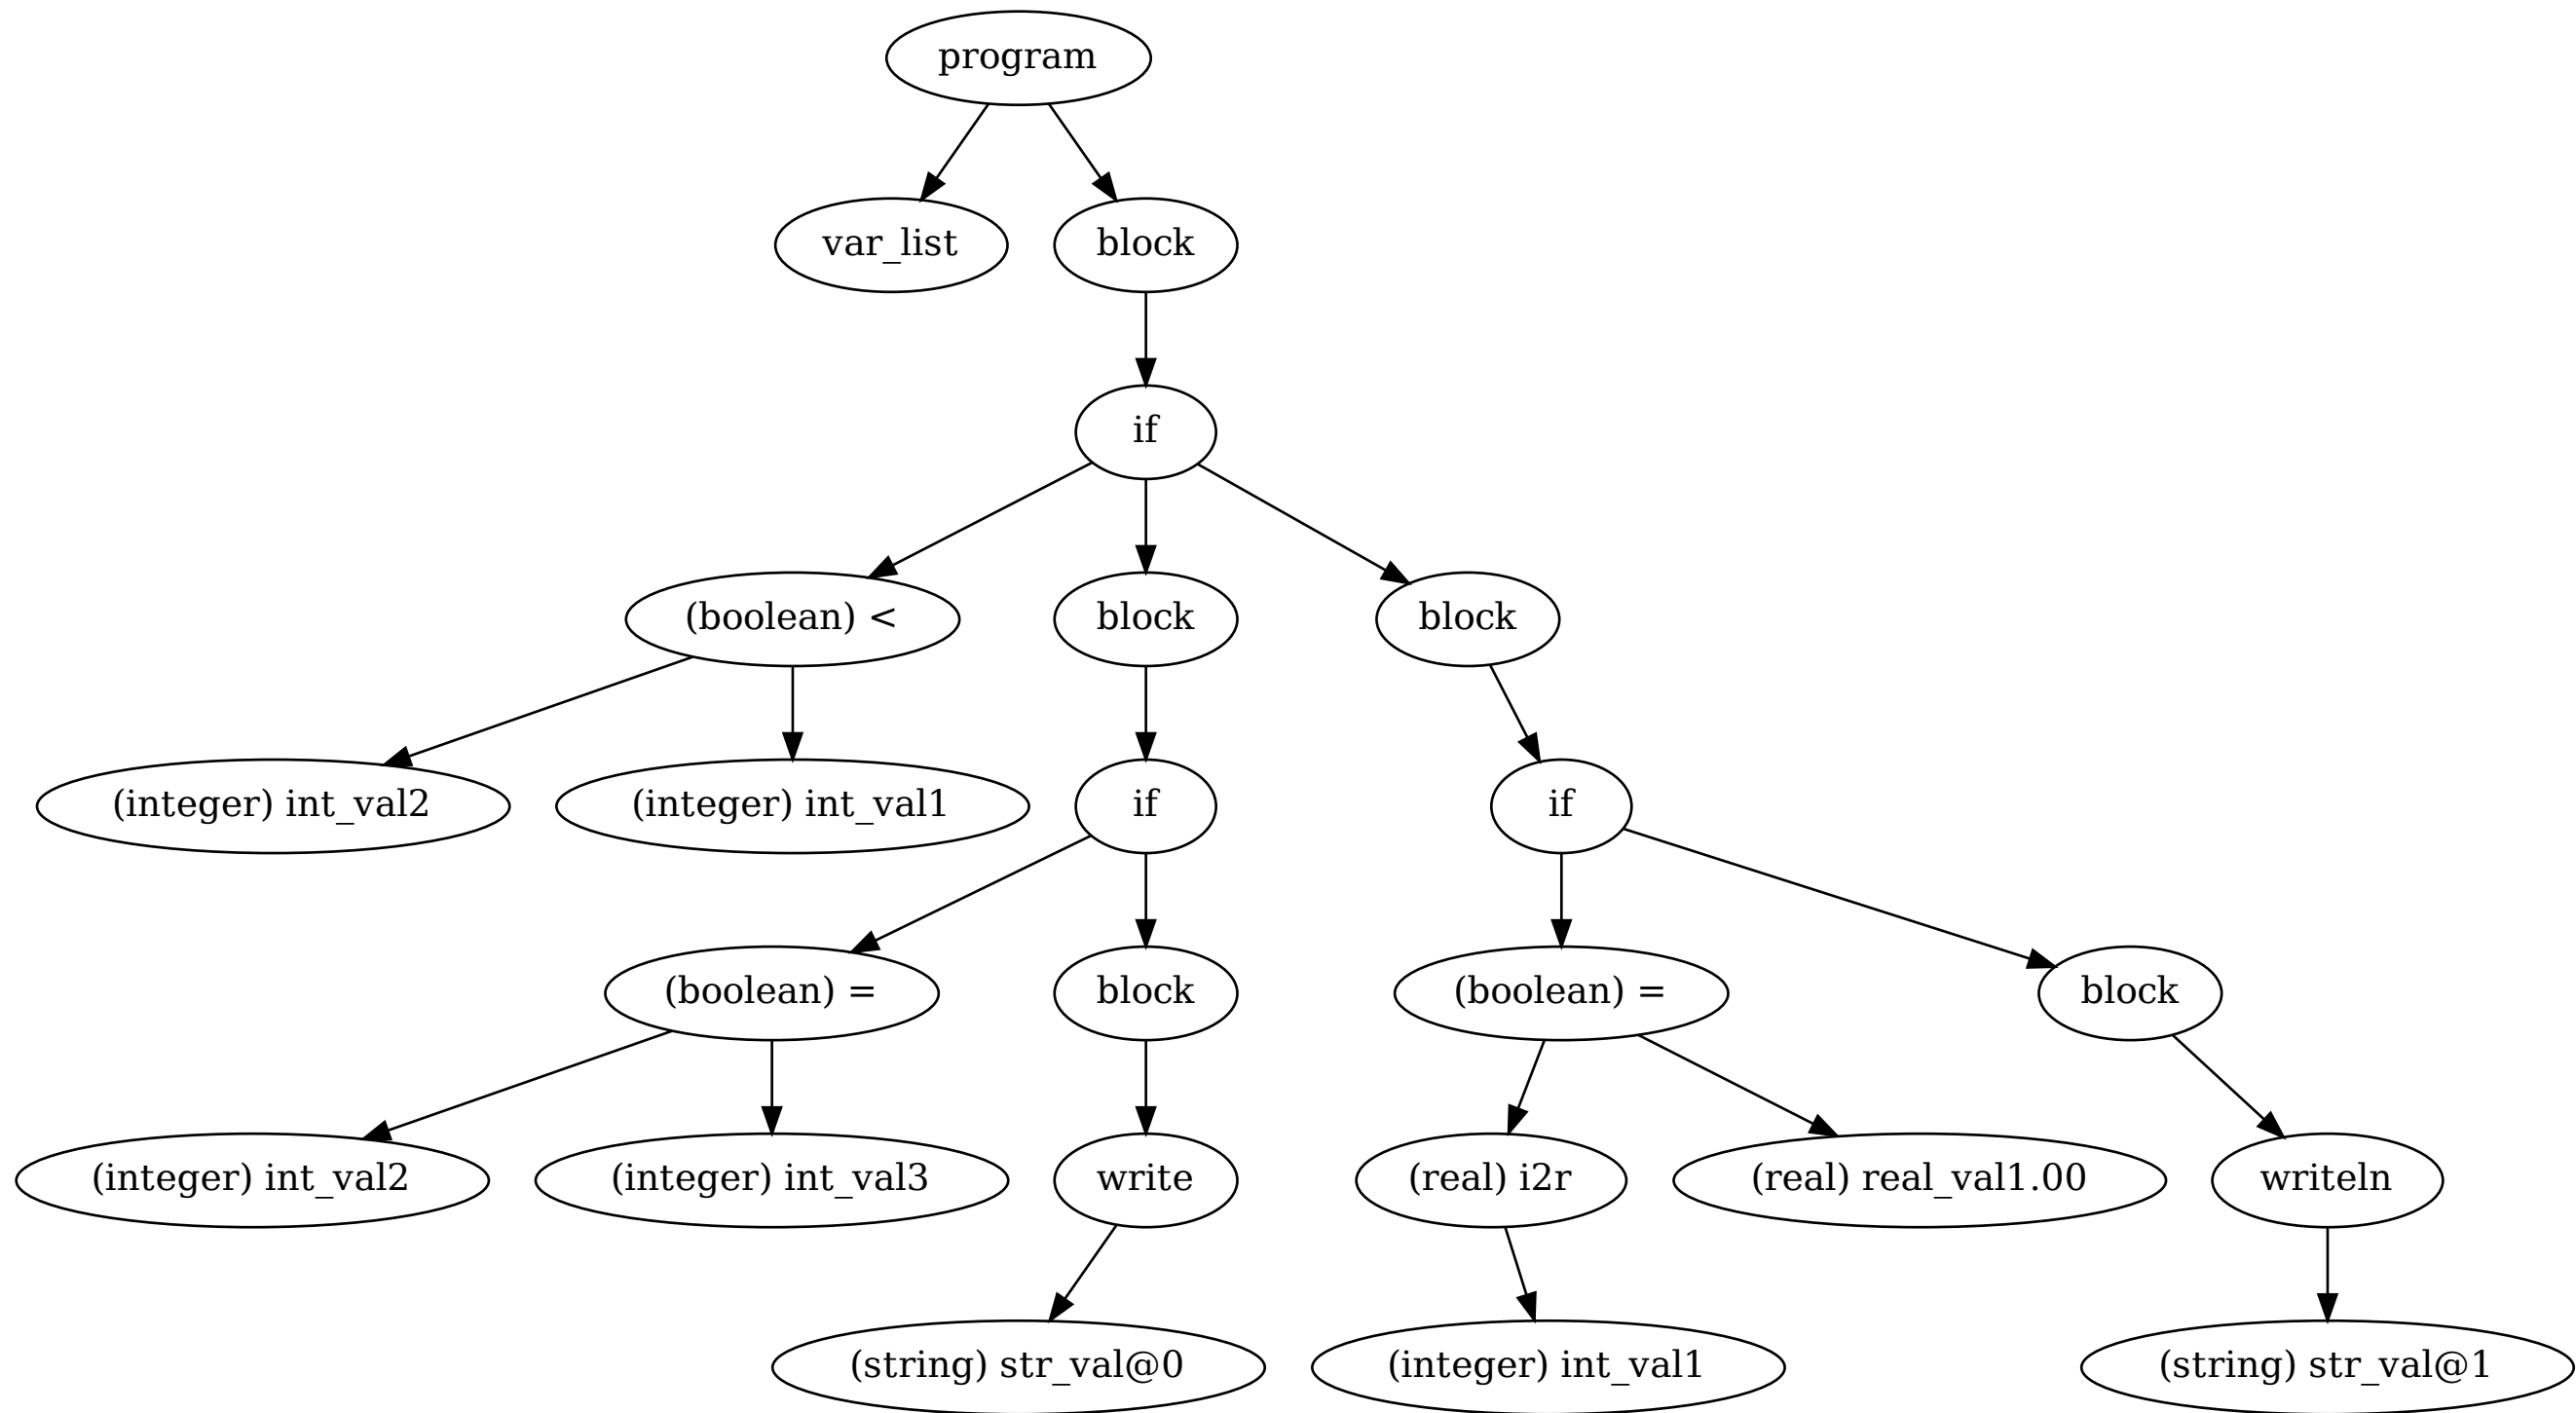 program
var_list
block
if
(boolean) <
block
block
(integer) int_val2
(integer) int_val1
if
if
(boolean) =
block
(boolean) =
block
(integer) int_val2
(integer) int_val3
write
(real) i2r
(real) real_val1.00
writeln
(string) str_val@0
(integer) int_val1
(string) str_val@1